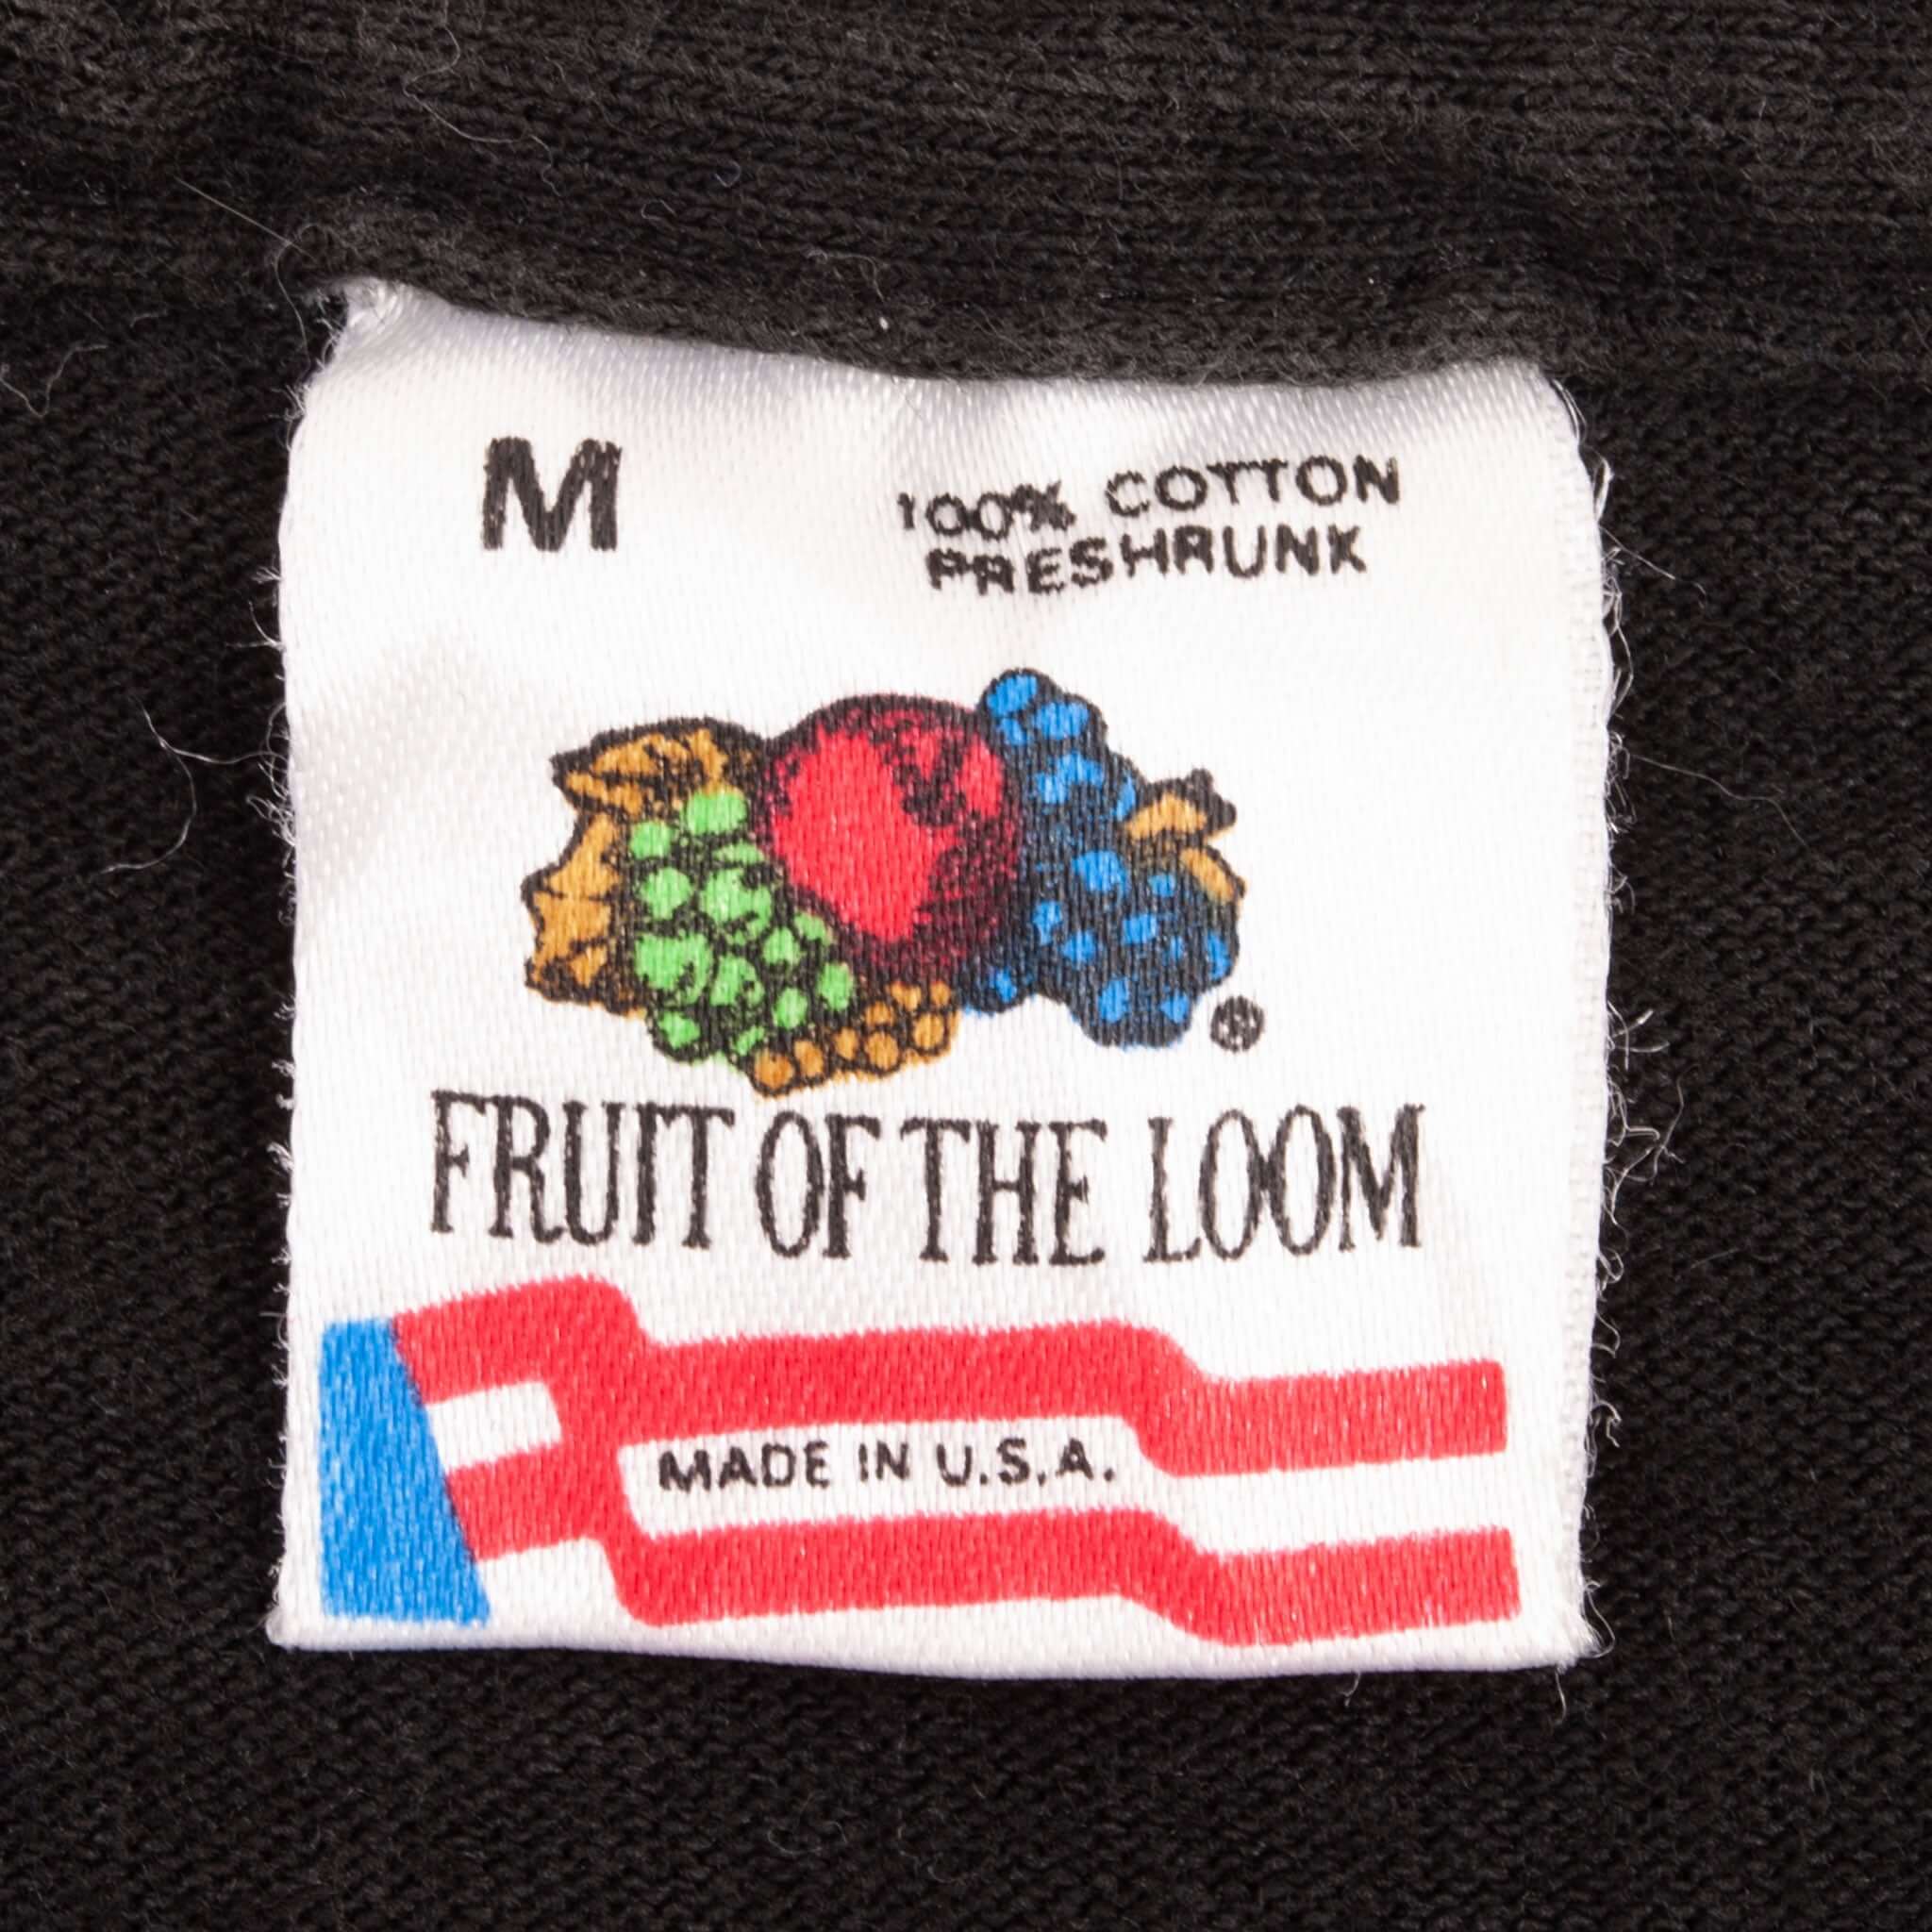 M
100% COTTON
PRESHRUNK
®
FRUIT OF THE LOOM
MADE IN U.S.A.